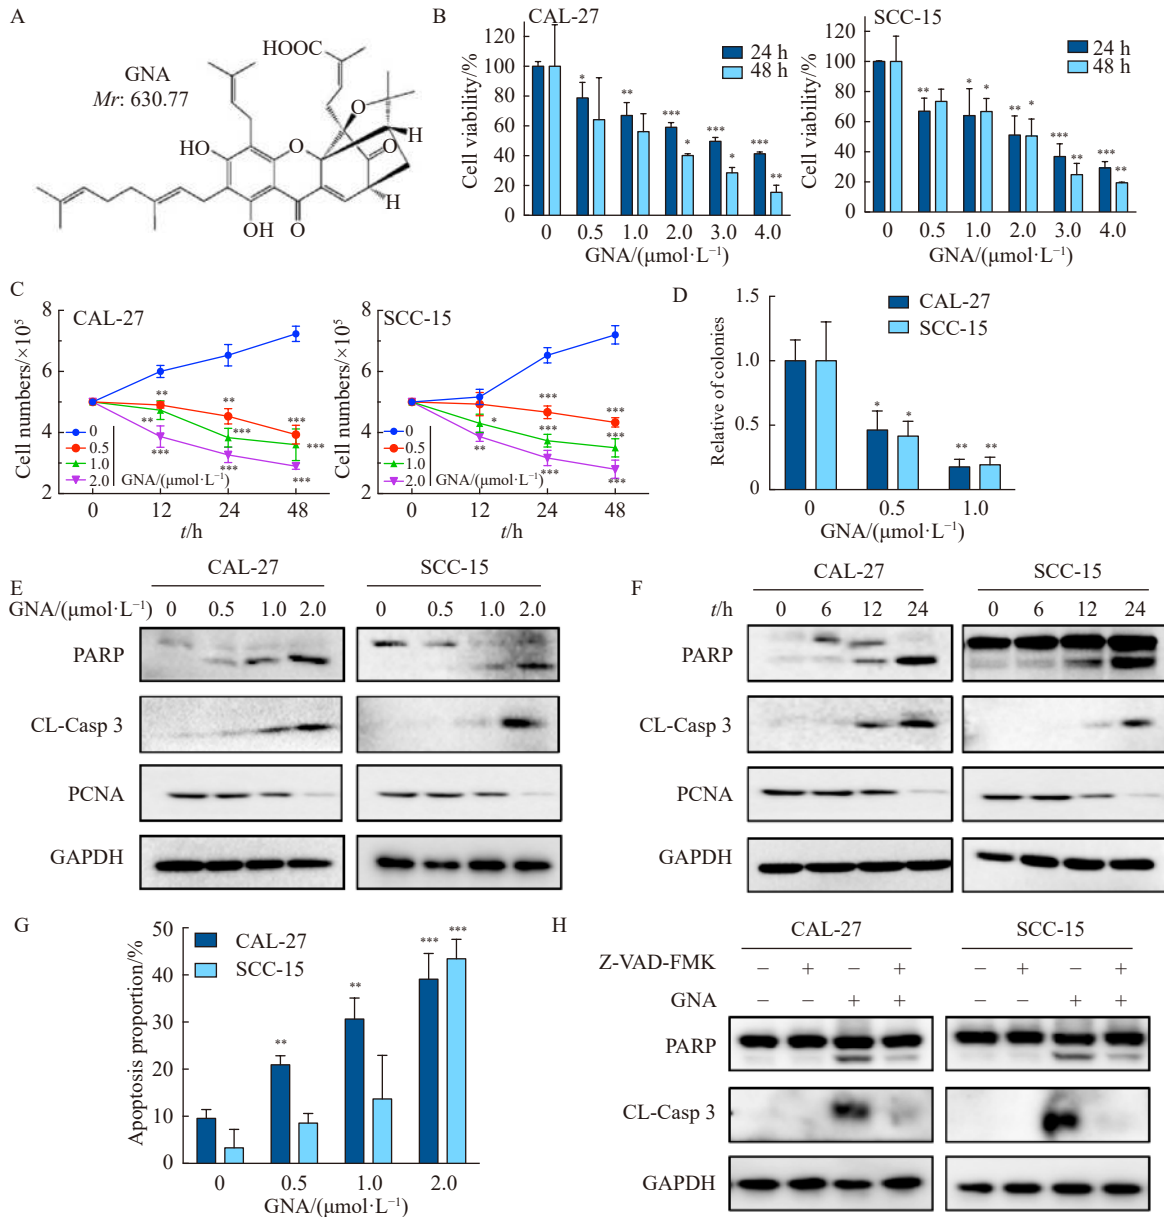 A
GNA
Mr: 630.77
HOOC
O
H
O
HO
O
OH
O
H
B
CAL-27
24 h
48 h
Cell viability/%
120
100
80
60
40
20
0
* ** *** *** ***
* * **
0 0.5 1.0 2.0 3.0 4.0
GNA/(μmol·L⁻¹)
SCC-15
24 h
48 h
Cell viability/%
120
100
80
60
40
20
0
** * * ** * *** ** *** **
0 0.5 1.0 2.0 3.0 4.0
GNA/(μmol·L⁻¹)
C
CAL-27
Cell numbers/×10⁵
8
6
4
2
** ** ***
** *** ***
*** *** ***
0
0.5
1.0
2.0
GNA/(μmol·L⁻¹)
0 12 24 48
t/h
SCC-15
Cell numbers/×10⁵
8
6
4
2
*** ***
* *** ***
** *** ***
0
0.5
1.0
2.0
GNA/(μmol·L⁻¹)
0 12 24 48
t/h
D
CAL-27
SCC-15
Relative of colonies
1.5
1.0
0.5
0
* * ** **
0 0.5 1.0
GNA/(μmol·L⁻¹)
E
CAL-27 SCC-15
GNA/(μmol·L⁻¹) 0 0.5 1.0 2.0 0 0.5 1.0 2.0
PARP
CL-Casp 3
PCNA
GAPDH
F
CAL-27 SCC-15
t/h 0 6 12 24 0 6 12 24
PARP
CL-Casp 3
PCNA
GAPDH
G
CAL-27
SCC-15
Apoptosis proportion/%
50
40
30
20
10
0
** ** *** ***
0 0.5 1.0 2.0
GNA/(μmol·L⁻¹)
H
CAL-27 SCC-15
Z-VAD-FMK − + − + − + − +
GNA − − + + − − + +
PARP
CL-Casp 3
GAPDH